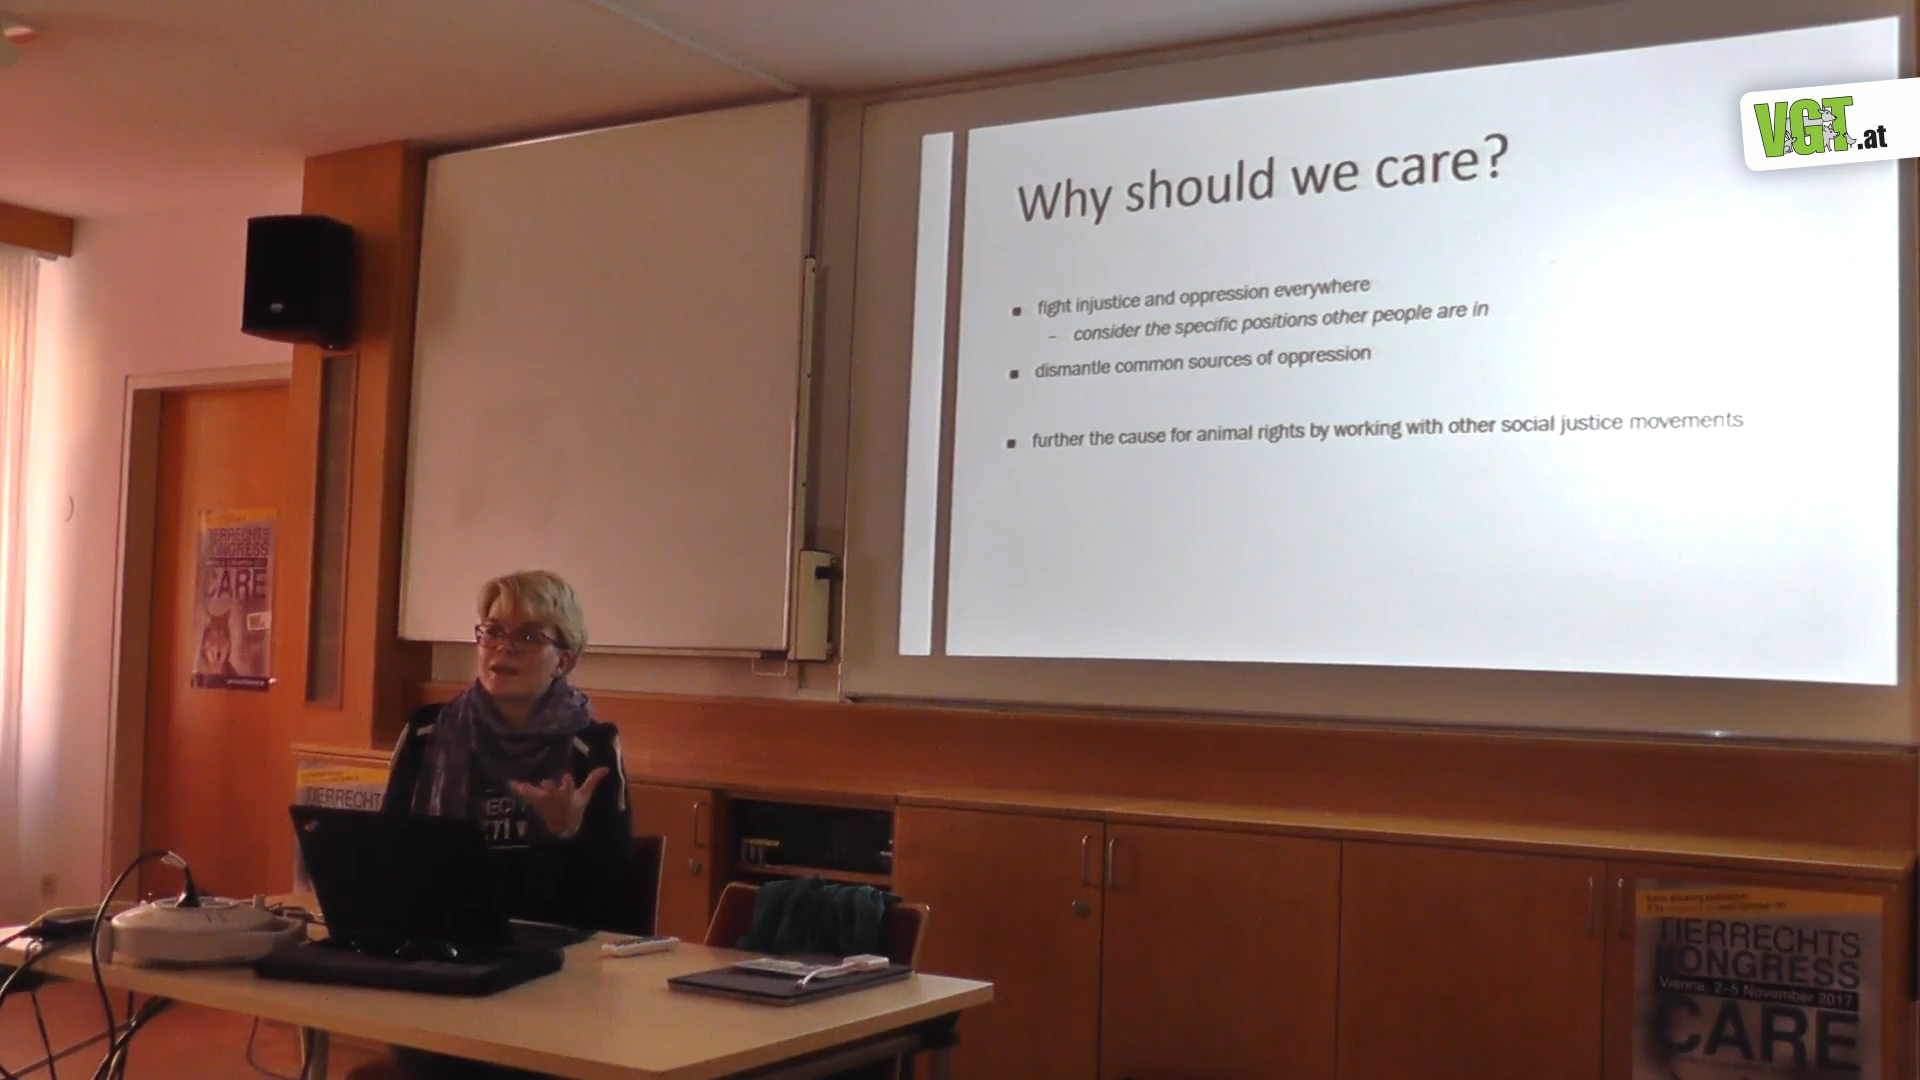 VGT.at
Why should we care?
▪ fight injustice and oppression everywhere
– consider the specific positions other people are in
▪ dismantle common sources of oppression
▪ further the cause for animal rights by working with other social justice movements
TIERRECHTS
KONGRESS
CARE
TIERRECHT
TIERRECHTS
KONGRESS
Vienna, 2–5 November 2017
CARE